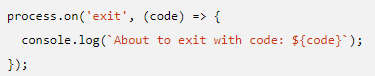 process.on('exit', (code) => {
  console.log(`About to exit with code: ${code}`);
});